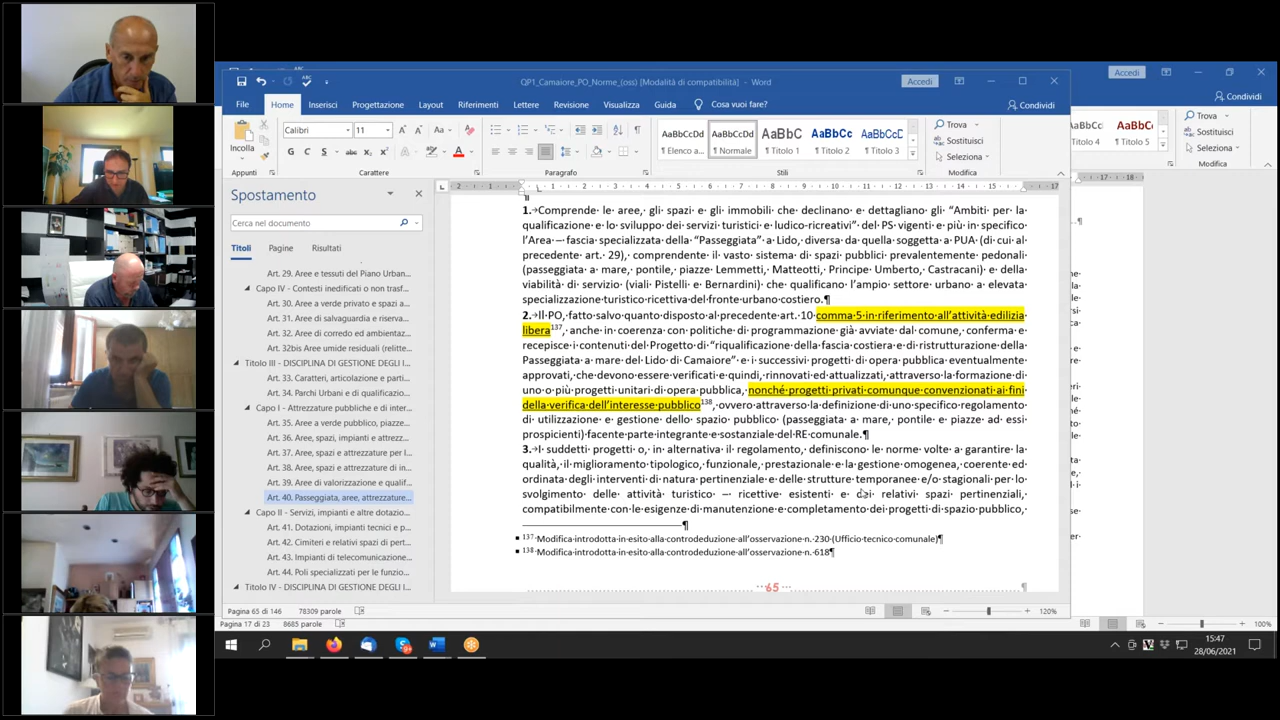 QP1_Camaiore_PO_Norme_(oss) [Modalità di compatibilità] - Word
Accedi
Accedi
File Home Inserisci Progettazione Layout Riferimenti Lettere Revisione Visualizza Guida Cosa vuoi fare?
Condividi
Condividi
Incolla
Calibri
11
AaBbCcDd
AaBbCcDd
AaBbC
AaBbCc
AaBbCcC
¶ Elenco a...
¶ Normale
¶ Titolo 1
¶ Titolo 2
¶ Titolo 3
Trova
Sostituisci
Seleziona
Appunti
Carattere
Paragrafo
Stili
Modifica
AaBbCc
¶ Titolo 4
¶ Titolo 5
Trova
Sostituisci
Seleziona
Modifica
Spostamento
Cerca nel documento
Titoli Pagine Risultati
Art. 29. Aree e tessuti del Piano Urban...
Capo IV - Contesti inedificati o non trasf...
Art. 30. Aree a verde privato e spazi a...
Art. 31. Aree di salvaguardia e riserva...
Art. 32. Aree di corredo ed ambientaz...
Art. 32bis Aree umide residuali (relitte...
Titolo III - DISCIPLINA DI GESTIONE DEGLI I...
Art. 33. Caratteri, articolazione e parti...
Art. 34. Parchi Urbani e di qualificazio...
Capo I - Attrezzature pubbliche e di inter...
Art. 35. Aree a verde pubblico, piazze...
Art. 36. Aree, spazi, impianti e attrezz...
Art. 37. Aree, spazi e attrezzature per l...
Art. 38. Aree, spazi e attrezzature di in...
Art. 39. Aree di valorizzazione e qualif...
Art. 40. Passeggiata, aree, attrezzature...
Capo II - Servizi, impianti e altre dotazio...
Art. 41. Dotazioni, impianti tecnici e p...
Art. 42. Cimiteri e relativi spazi pertin...
Art. 43. Impianti di telecomunicazione...
Art. 44. Poli specializzati per le funzio...
Titolo IV - DISCIPLINA DI GESTIONE DEGLI I...
1. Comprende le aree, gli spazi e gli immobili che declinano e dettagliano gli “Ambiti per la
qualificazione e lo sviluppo dei servizi turistici e ludico-ricreativi” del PS vigenti e più in specifico
l’Area – fascia specializzata della “Passeggiata” a Lido, diversa da quella soggetta a PUA (di cui al
precedente art. 29), comprendente il vasto sistema di spazi pubblici prevalentemente pedonali
(passeggiata a mare, pontile, piazze Lemmetti, Matteotti, Principe Umberto, Castracani) e della
viabilità di servizio (viali Pistelli e Bernardini) che qualificano l’ampio settore urbano a elevata
specializzazione turistico ricettiva del fronte urbano costiero.¶
2. Il PO, fatto salvo quanto disposto al precedente art. 10 comma 5 in riferimento all’attività edilizia
libera137, anche in coerenza con politiche di programmazione già avviate dal comune, conferma e
recepisce i contenuti del Progetto di “riqualificazione della fascia costiera e di ristrutturazione della
Passeggiata a mare del Lido di Camaiore” e i successivi progetti di opera pubblica eventualmente
approvati, che devono essere verificati e quindi, rinnovati ed attualizzati, attraverso la formazione di
uno o più progetti unitari di opera pubblica, nonché progetti privati comunque convenzionati ai fini
della verifica dell’interesse pubblico138, ovvero attraverso la definizione di uno specifico regolamento
di utilizzazione e gestione dello spazio pubblico (passeggiata a mare, pontile e piazze ad essi
prospicienti) facente parte integrante e sostanziale del RE comunale.¶
3. I suddetti progetti o, in alternativa il regolamento, definiscono le norme volte a garantire la
qualità, il miglioramento tipologico, funzionale, prestazionale e la gestione omogenea, coerente ed
ordinata degli interventi di natura pertinenziale e delle strutture temporanee e/o stagionali per lo
svolgimento delle attività turistico – ricettive esistenti e dei relativi spazi pertinenziali,
compatibilmente con le esigenze di manutenzione e completamento dei progetti di spazio pubblico,
137 Modifica introdotta in esito alla controdeduzione all’osservazione n. 230 (Ufficio tecnico comunale)¶
138 Modifica introdotta in esito alla controdeduzione all’osservazione n. 618¶
65
Pagina 65 di 146 78309 parole
120%
Pagina 17 di 23 8685 parole
100%
15:47
28/06/2021